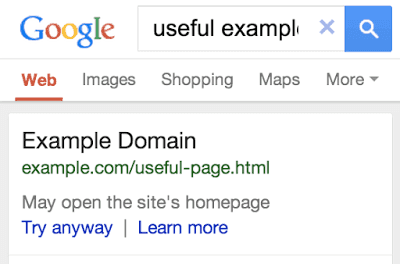 Google useful exampl
Web Images Shopping Maps More
Example Domain
example.com/useful-page.html
May open the site's homepage
Try anyway | Learn more